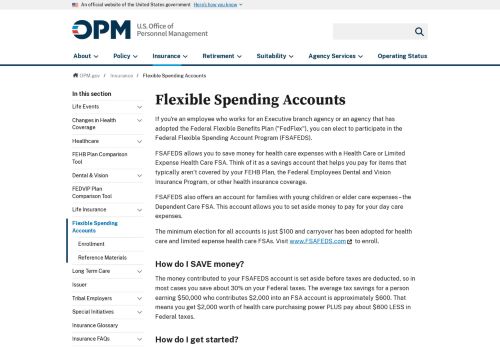 An official website of the United States government Here's how you know
OPM U.S. Office of
Personnel Management
About Policy Insurance Retirement Suitability Agency Services Operating Status
OPM.gov / Insurance / Flexible Spending Accounts
In this section
Life Events
Changes in Health
Coverage
Healthcare
FEHB Plan Comparison
Tool
Dental & Vision
FEDVIP Plan
Comparison Tool
Life Insurance
Flexible Spending
Accounts
Enrollment
Reference Materials
Long Term Care
Issuer
Tribal Employers
Special Initiatives
Insurance Glossary
Insurance FAQs
Flexible Spending Accounts
If you're an employee who works for an Executive branch agency or an agency that has
adopted the Federal Flexible Benefits Plan ("FedFlex"), you can elect to participate in the
Federal Flexible Spending Account Program (FSAFEDS).
FSAFEDS allows you to save money for health care expenses with a Health Care or Limited
Expense Health Care FSA. Think of it as a savings account that helps you pay for items that
typically aren't covered by your FEHB Plan, the Federal Employees Dental and Vision
Insurance Program, or other health insurance coverage.
FSAFEDS also offers an account for families with young children or elder care expenses – the
Dependent Care FSA. This account allows you to set aside money to pay for your day care
expenses.
The minimum election for all accounts is just $100 and carryover has been adopted for health
care and limited expense health care FSAs. Visit www.FSAFEDS.com to enroll.
How do I SAVE money?
The money contributed to your FSAFEDS account is set aside before taxes are deducted, so in
most cases you save about 30% on your Federal taxes. The average tax savings for a person
earning $50,000 who contributes $2,000 into an FSA account is approximately $600. That
means you get $2,000 worth of health care purchasing power PLUS pay about $600 LESS in
Federal taxes.
How do I get started?